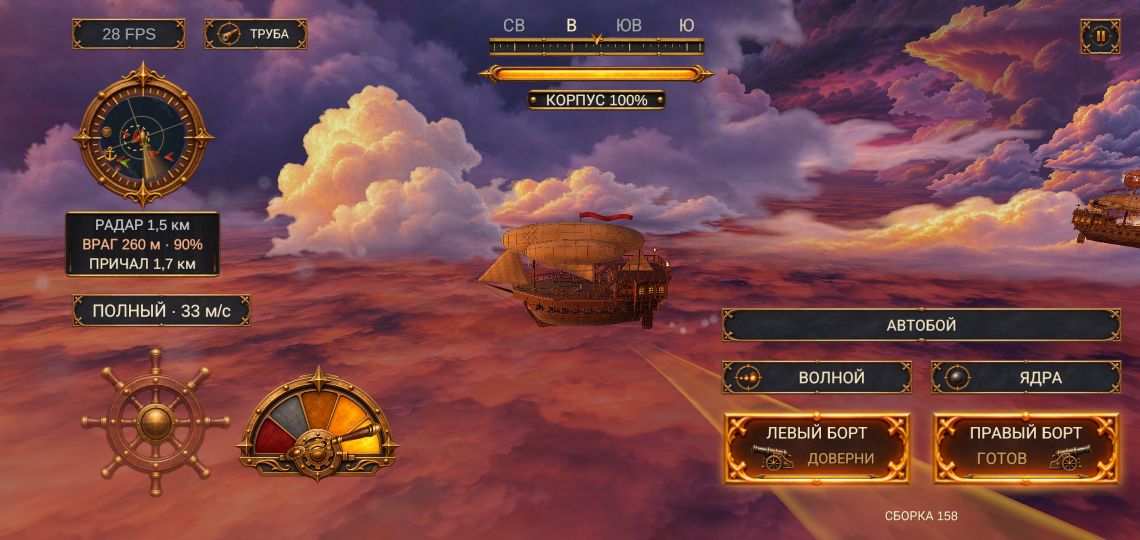 28 FPS
ТРУБА
СВ В ЮВ Ю
КОРПУС 100%
РАДАР 1,5 км
ВРАГ 260 м · 90%
ПРИЧАЛ 1,7 км
ПОЛНЫЙ · 33 м/с
АВТОБОЙ
ВОЛНОЙ
ЯДРА
ЛЕВЫЙ БОРТ
ДОВЕРНИ
ПРАВЫЙ БОРТ
ГОТОВ
СБОРКА 158